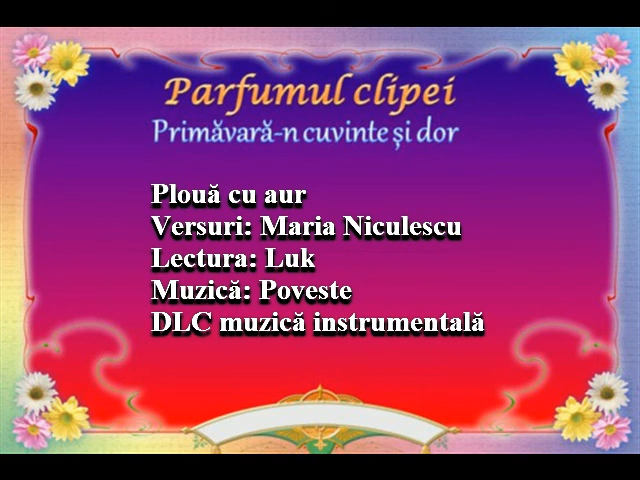 Parfumul clipei
Primăvară-n cuvinte și dor
Plouă cu aur
Versuri: Maria Niculescu
Lectura: Luk
Muzică: Poveste
DLC muzică instrumentală